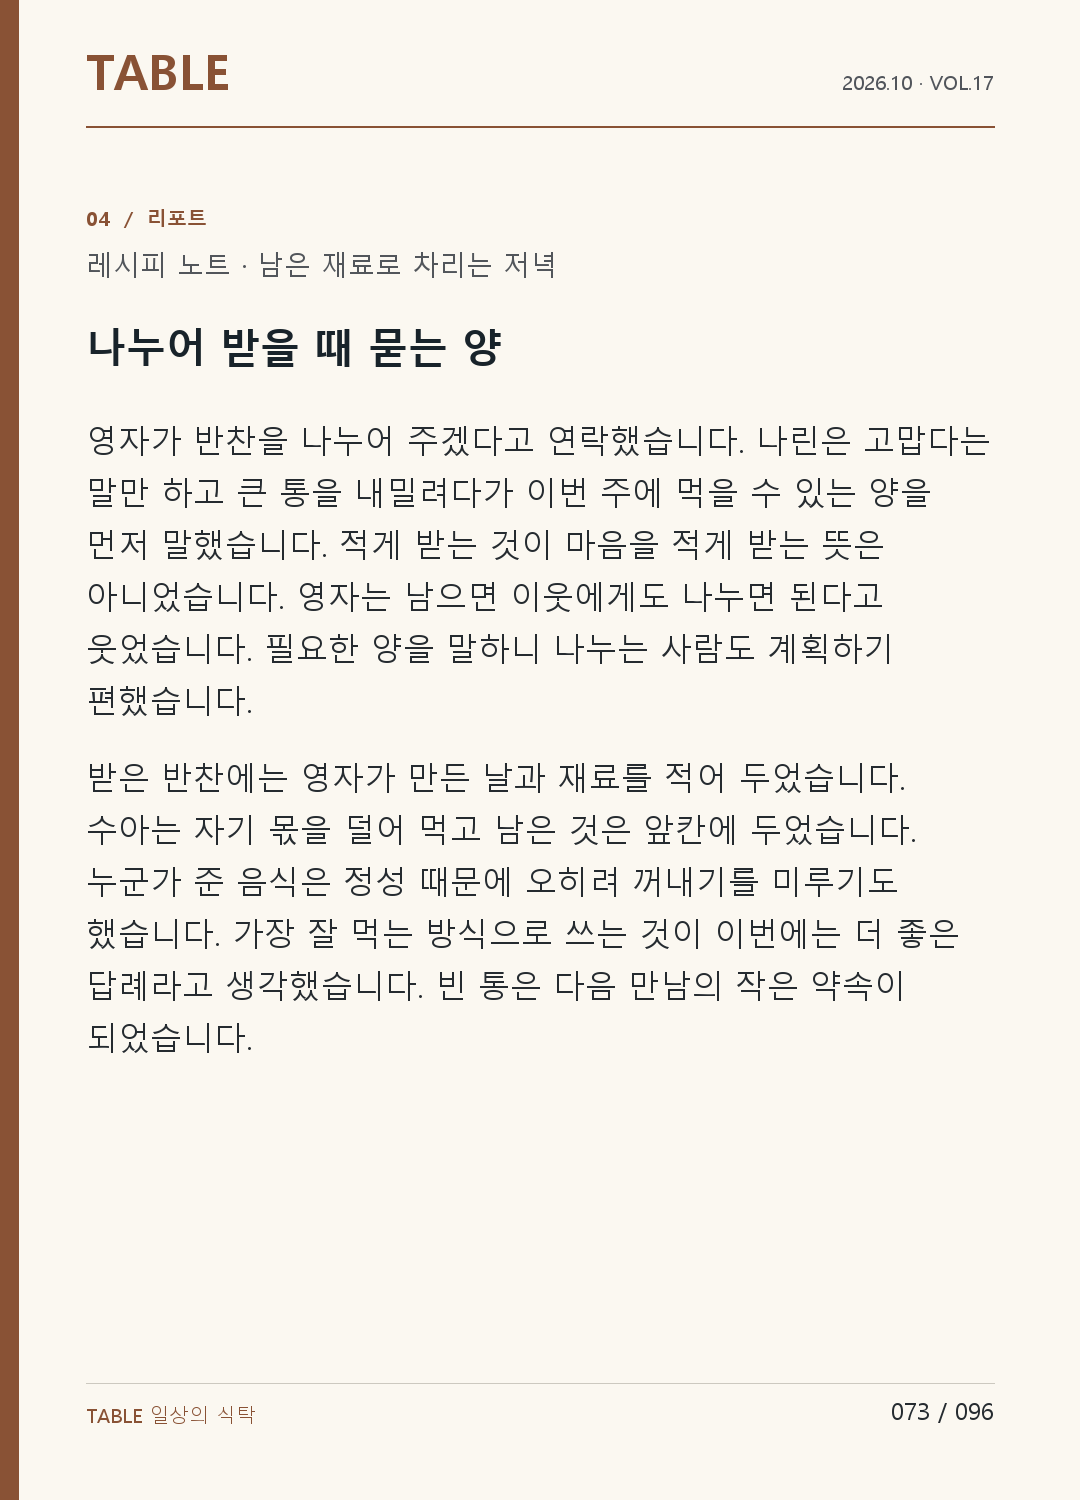 TABLE
2026.10 · VOL.17
04 / 리포트
레시피 노트 · 남은 재료로 차리는 저녁
나누어 받을 때 묻는 양
영자가 반찬을 나누어 주겠다고 연락했습니다. 나린은 고맙다는
말만 하고 큰 통을 내밀려다가 이번 주에 먹을 수 있는 양을
먼저 말했습니다. 적게 받는 것이 마음을 적게 받는 뜻은
아니었습니다. 영자는 남으면 이웃에게도 나누면 된다고
웃었습니다. 필요한 양을 말하니 나누는 사람도 계획하기
편했습니다.
받은 반찬에는 영자가 만든 날과 재료를 적어 두었습니다.
수아는 자기 몫을 덜어 먹고 남은 것은 앞칸에 두었습니다.
누군가 준 음식은 정성 때문에 오히려 꺼내기를 미루기도
했습니다. 가장 잘 먹는 방식으로 쓰는 것이 이번에는 더 좋은
답례라고 생각했습니다. 빈 통은 다음 만남의 작은 약속이
되었습니다.
TABLE 일상의 식탁
073 / 096